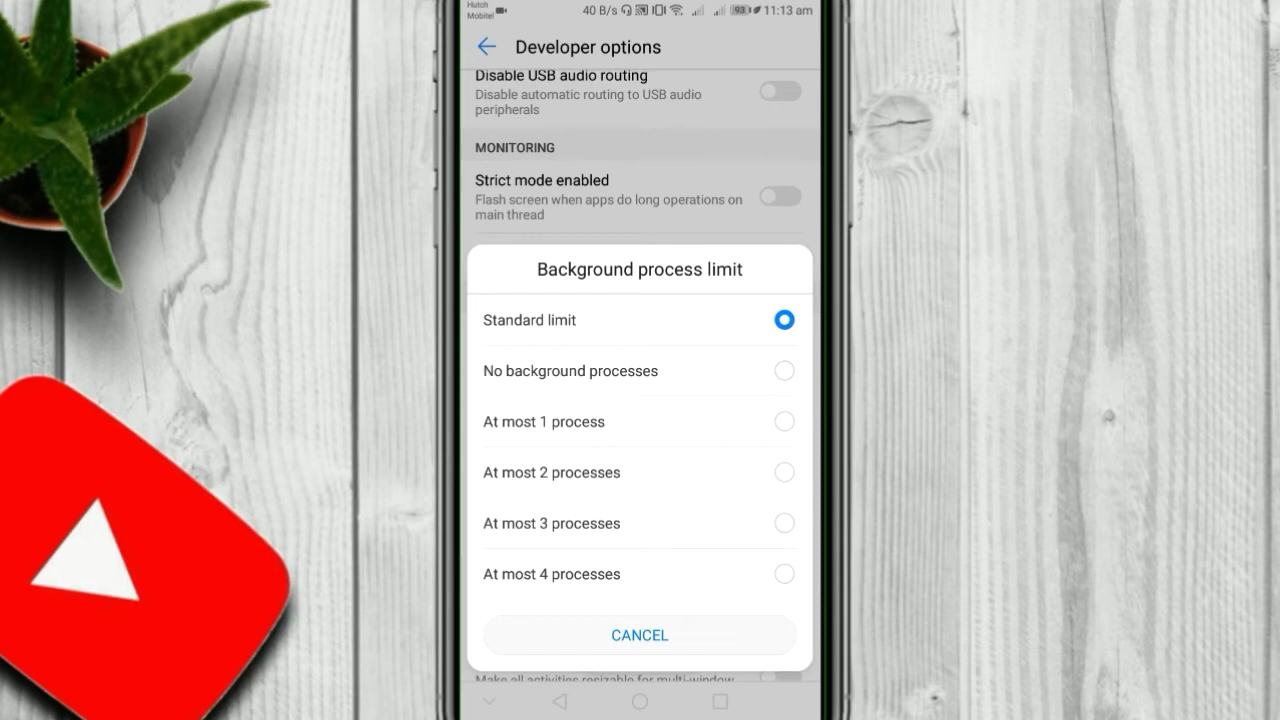 Hutch
Mobitel
40 B/s
93
11:13 am
Developer options
Disable USB audio routing
Disable automatic routing to USB audio
peripherals
MONITORING
Strict mode enabled
Flash screen when apps do long operations on
main thread
Background process limit
Standard limit
No background processes
At most 1 process
At most 2 processes
At most 3 processes
At most 4 processes
CANCEL
Make all activities resizable for multi-window